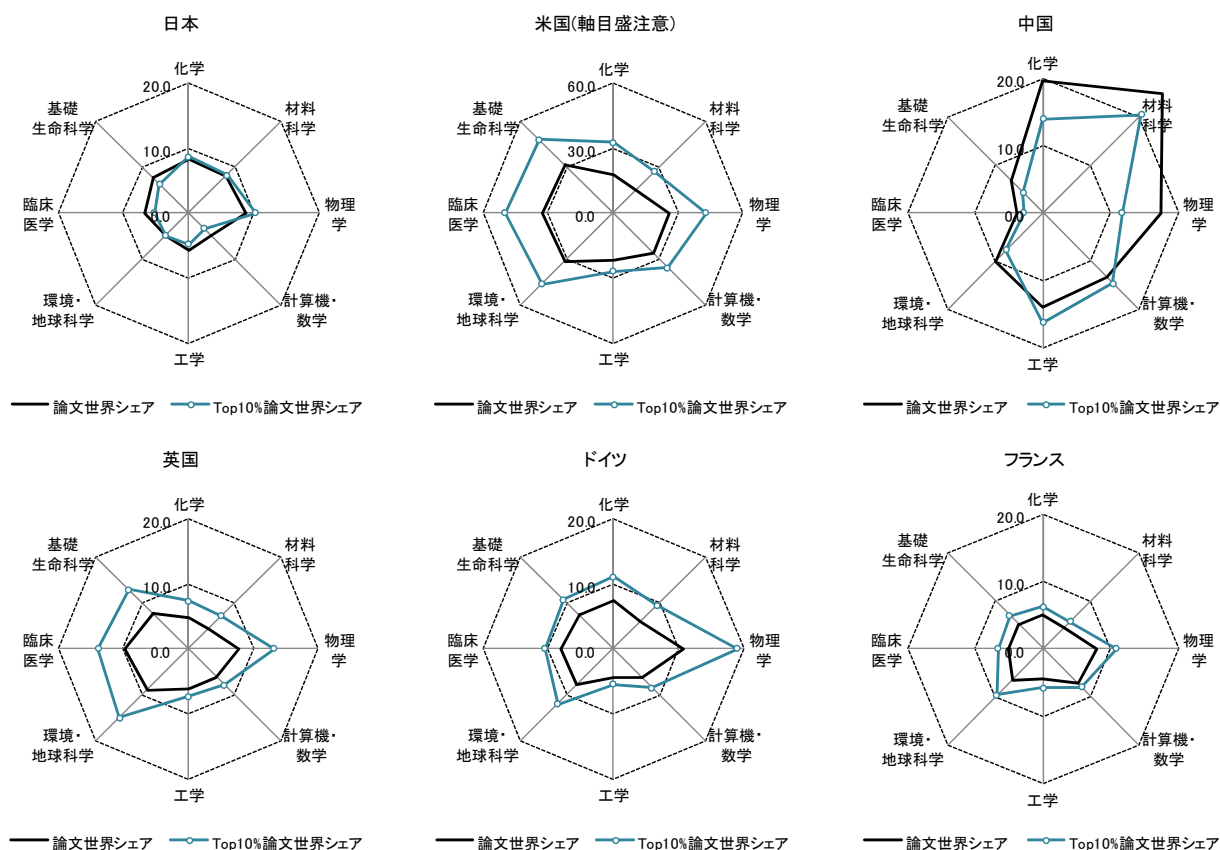 日本
化学
20.0
材料
科学
10.0
物理
学
0.0
計算機・
数学
工学
環境・
地球科学
臨床
医学
基礎
生命科学
論文世界シェア
Top10%論文世界シェア
米国(軸目盛注意)
化学
60.0
材料
科学
30.0
物理
学
0.0
計算機・
数学
工学
環境・
地球科学
臨床
医学
基礎
生命科学
論文世界シェア
Top10%論文世界シェア
中国
化学
20.0
材料
科学
10.0
物理
学
0.0
計算機・
数学
工学
環境・
地球科学
臨床
医学
基礎
生命科学
論文世界シェア
Top10%論文世界シェア
英国
化学
20.0
材料
科学
10.0
物理
学
0.0
計算機・
数学
工学
環境・
地球科学
臨床
医学
基礎
生命科学
論文世界シェア
Top10%論文世界シェア
ドイツ
化学
20.0
材料
科学
10.0
物理
学
0.0
計算機・
数学
工学
環境・
地球科学
臨床
医学
基礎
生命科学
論文世界シェア
Top10%論文世界シェア
フランス
化学
20.0
材料
科学
10.0
物理
学
0.0
計算機・
数学
工学
環境・
地球科学
臨床
医学
基礎
生命科学
論文世界シェア
Top10%論文世界シェア